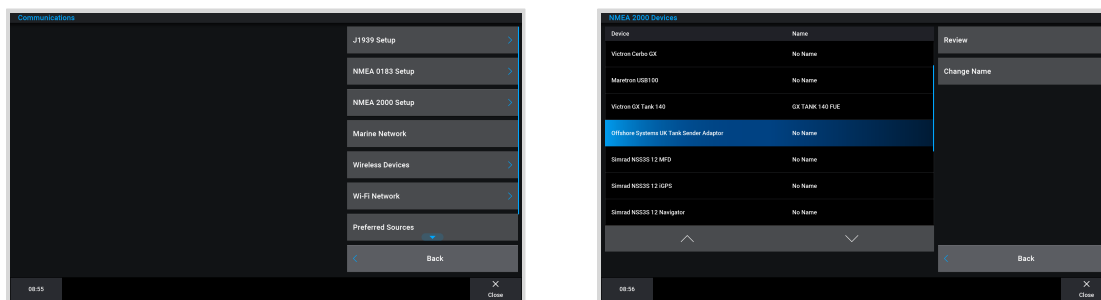 Communications
J1939 Setup
NMEA 0183 Setup
NMEA 2000 Setup
Marine Network
Wireless Devices
Wi-Fi Network
Preferred Sources
Back
08:55
Close
NMEA 2000 Devices
Device Name
Victron Cerbo GX No Name
Maretron USB100 No Name
Victron GX Tank 140 GX TANK 140 FUE
Offshore Systems UK Tank Sender Adaptor No Name
Simrad NSS3S 12 MFD No Name
Simrad NSS3S 12 iGPS No Name
Simrad NSS3S 12 Navigator No Name
Review
Change Name
Back
08:56
Close